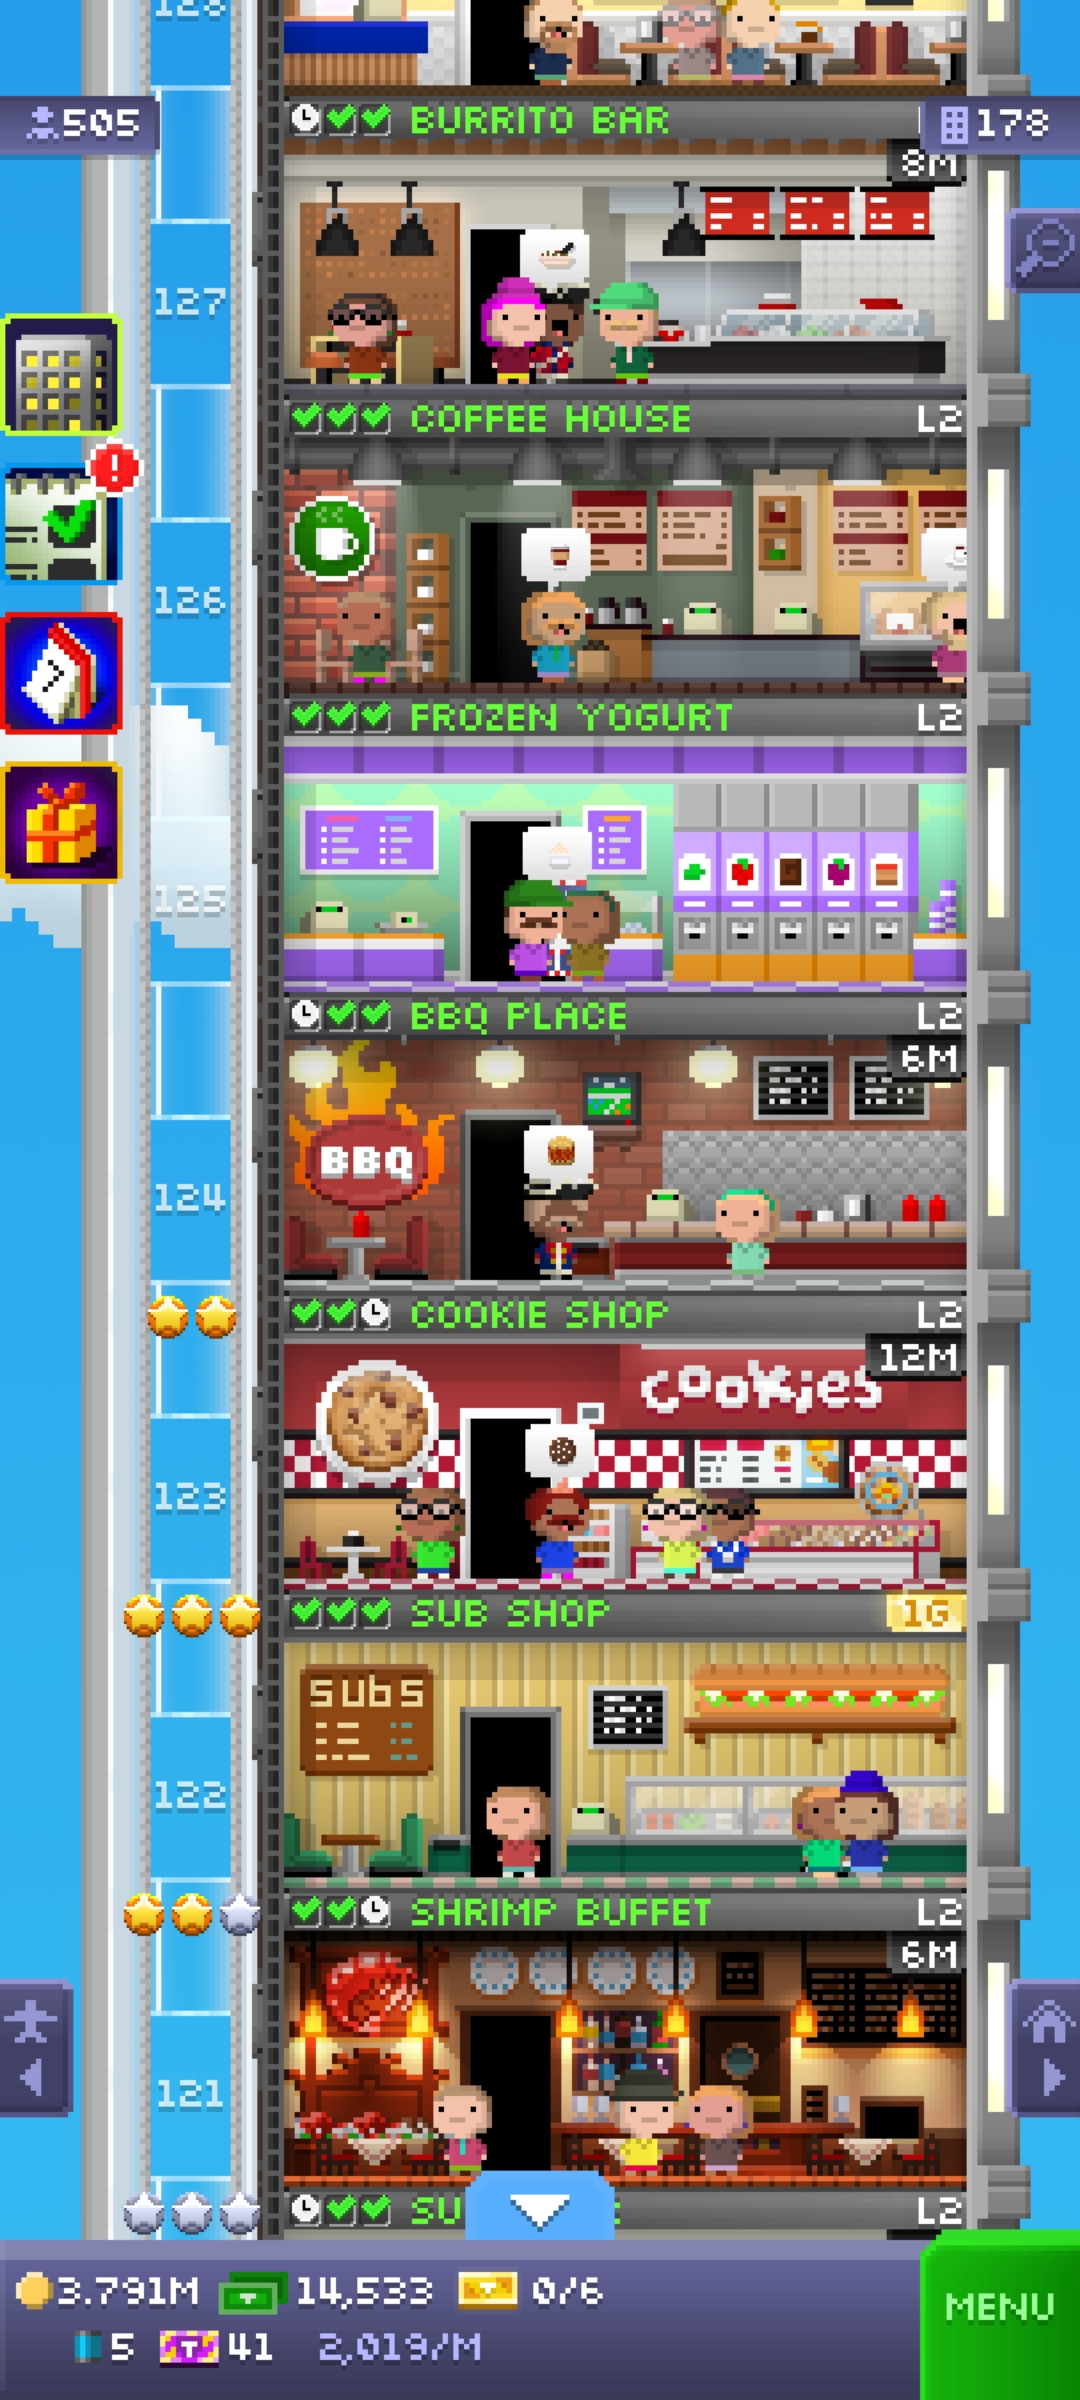 128
505
BURRITO BAR
178
8M
127
COFFEE HOUSE
L2
126
FROZEN YOGURT
L2
125
BBQ PLACE
L2
6M
BBQ
124
COOKIE SHOP
L2
12M
cookies
123
SUB SHOP
1G
subs
122
SHRIMP BUFFET
L2
6M
121
SU
L2
3.791M
14,533
0/6
MENU
5
41
2,019/M